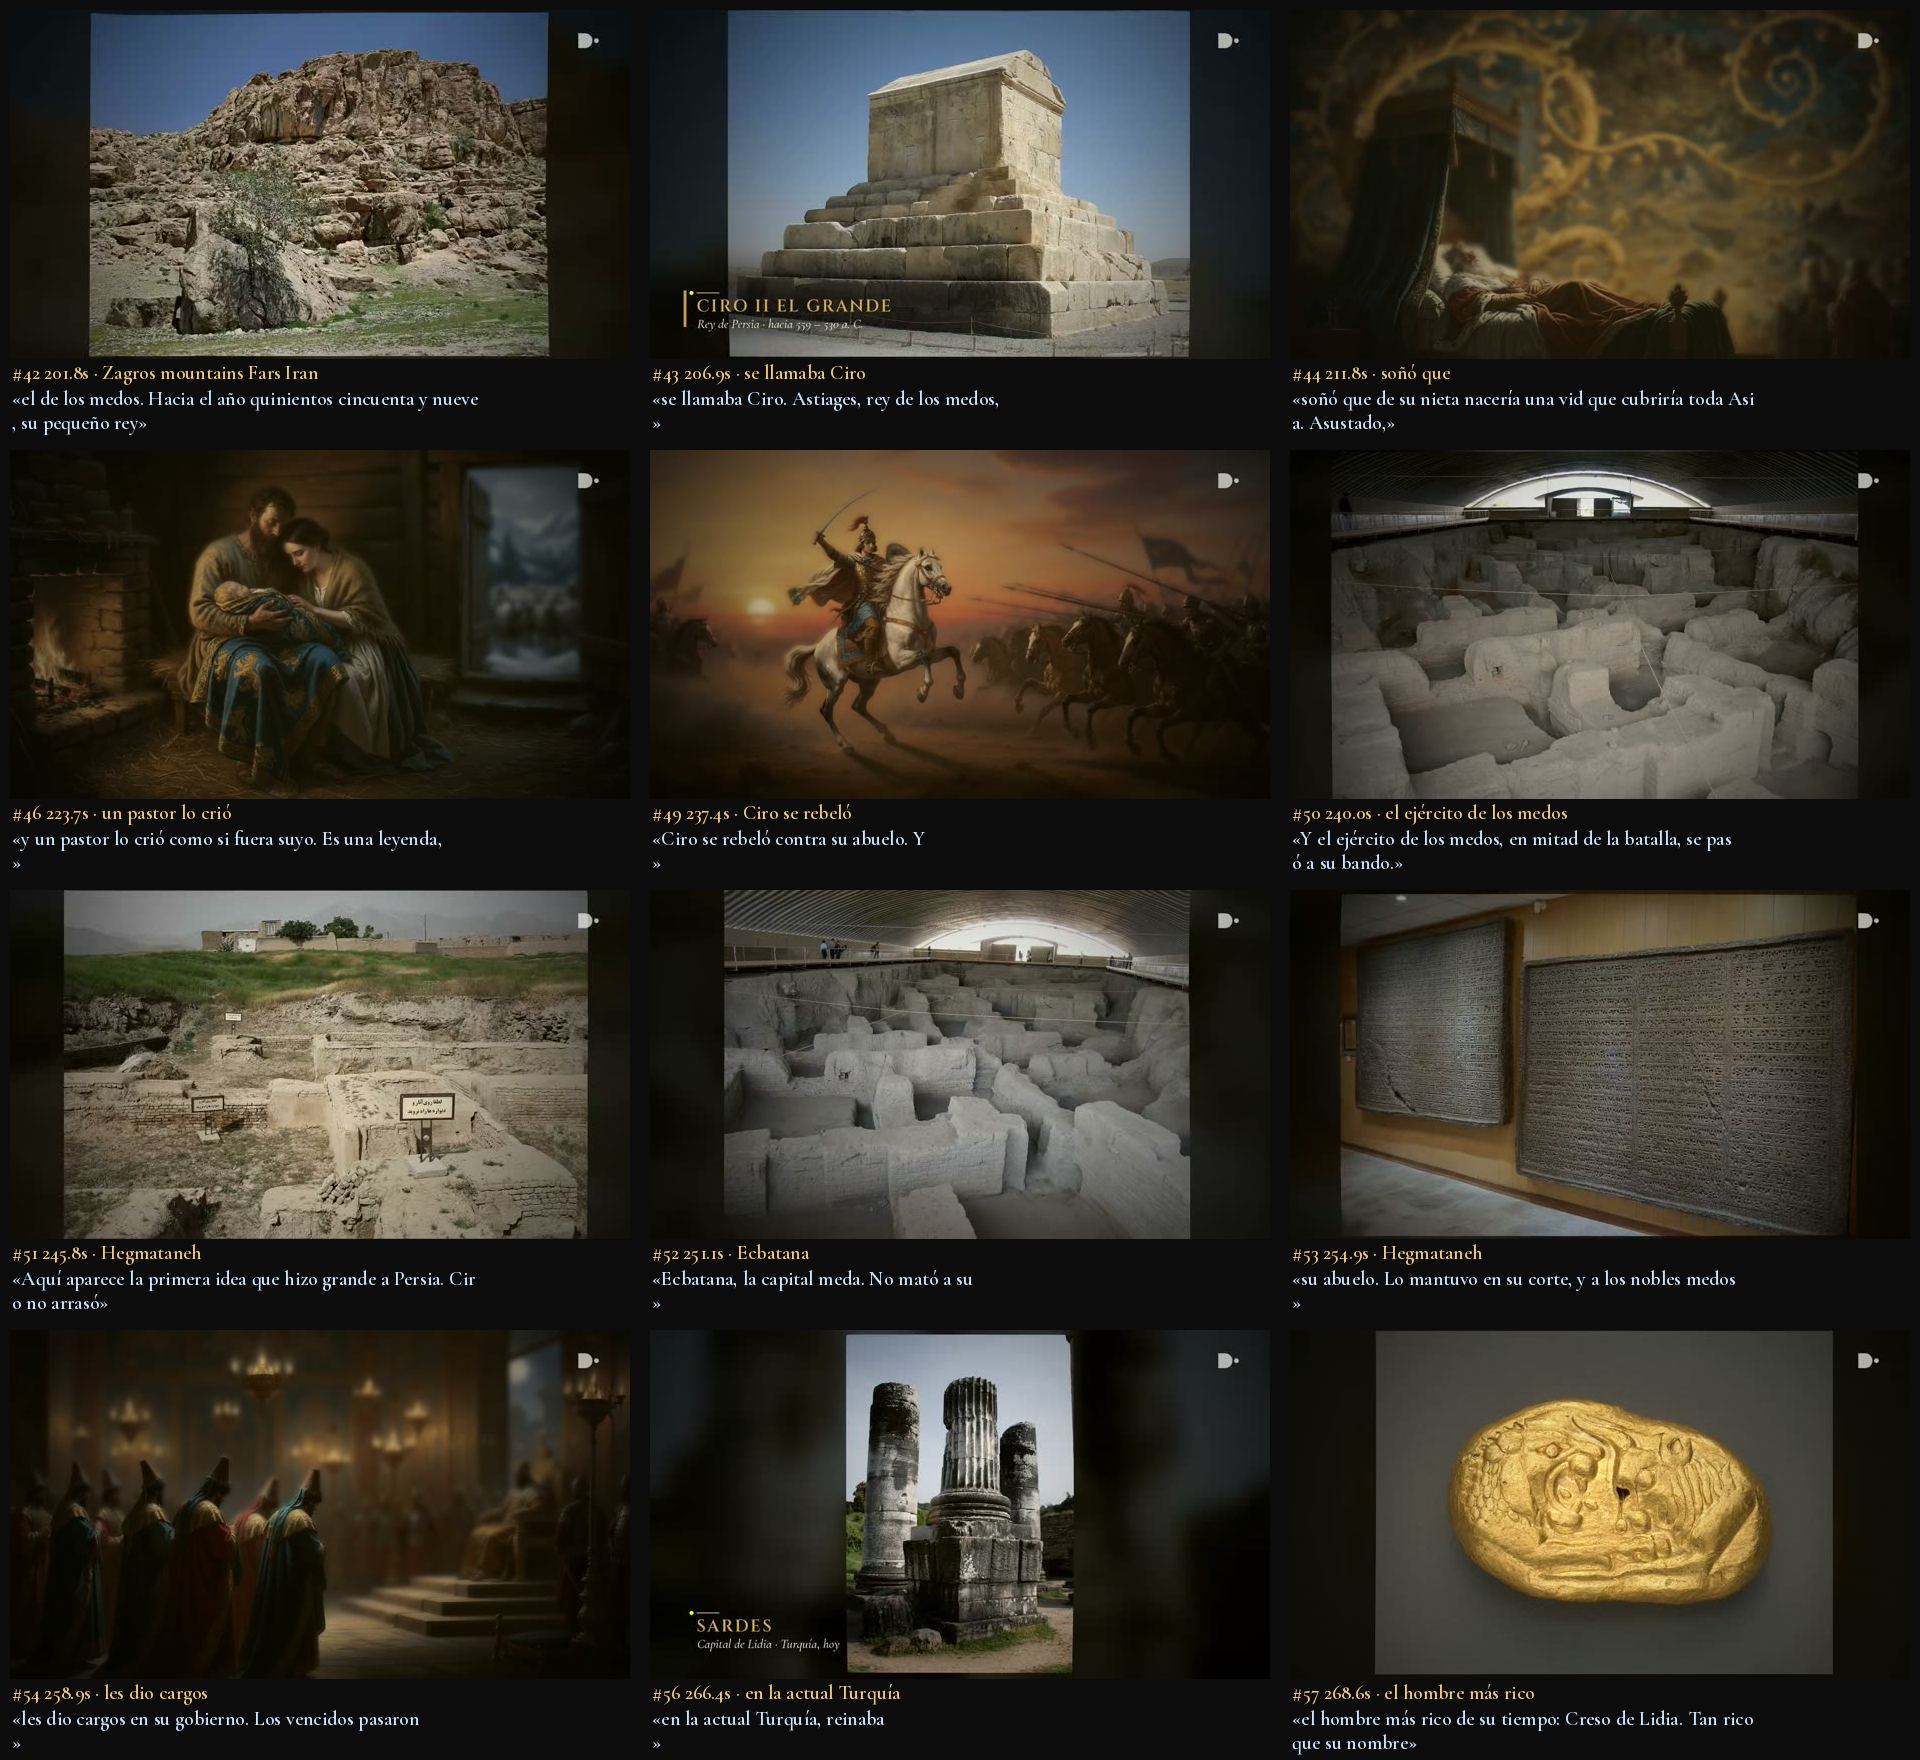 CIRO II EL GRANDE
Rey de Persia · hacia 559 – 530 a. C.
#42 201.8s · Zagros mountains Fars Iran
«el de los medos. Hacia el año quinientos cincuenta y nueve
, su pequeño rey»
#43 206.9s · se llamaba Ciro
«se llamaba Ciro. Astiages, rey de los medos,
»
#44 211.8s · soñó que
«soñó que de su nieta nacería una vid que cubriría toda Asi
a. Asustado,»
#46 223.7s · un pastor lo crió
«y un pastor lo crió como si fuera suyo. Es una leyenda,
»
#49 237.4s · Ciro se rebeló
«Ciro se rebeló contra su abuelo. Y
»
#50 240.0s · el ejército de los medos
«Y el ejército de los medos, en mitad de la batalla, se pas
ó a su bando.»
#51 245.8s · Hegmataneh
«Aquí aparece la primera idea que hizo grande a Persia. Cir
o no arrasó»
#52 251.1s · Ecbatana
«Ecbatana, la capital meda. No mató a su
»
#53 254.9s · Hegmataneh
«su abuelo. Lo mantuvo en su corte, y a los nobles medos
»
SARDES
Capital de Lidia · Turquía, hoy
#54 258.9s · les dio cargos
«les dio cargos en su gobierno. Los vencidos pasaron
»
#56 266.4s · en la actual Turquía
«en la actual Turquía, reinaba
»
#57 268.6s · el hombre más rico
«el hombre más rico de su tiempo: Creso de Lidia. Tan rico
que su nombre»